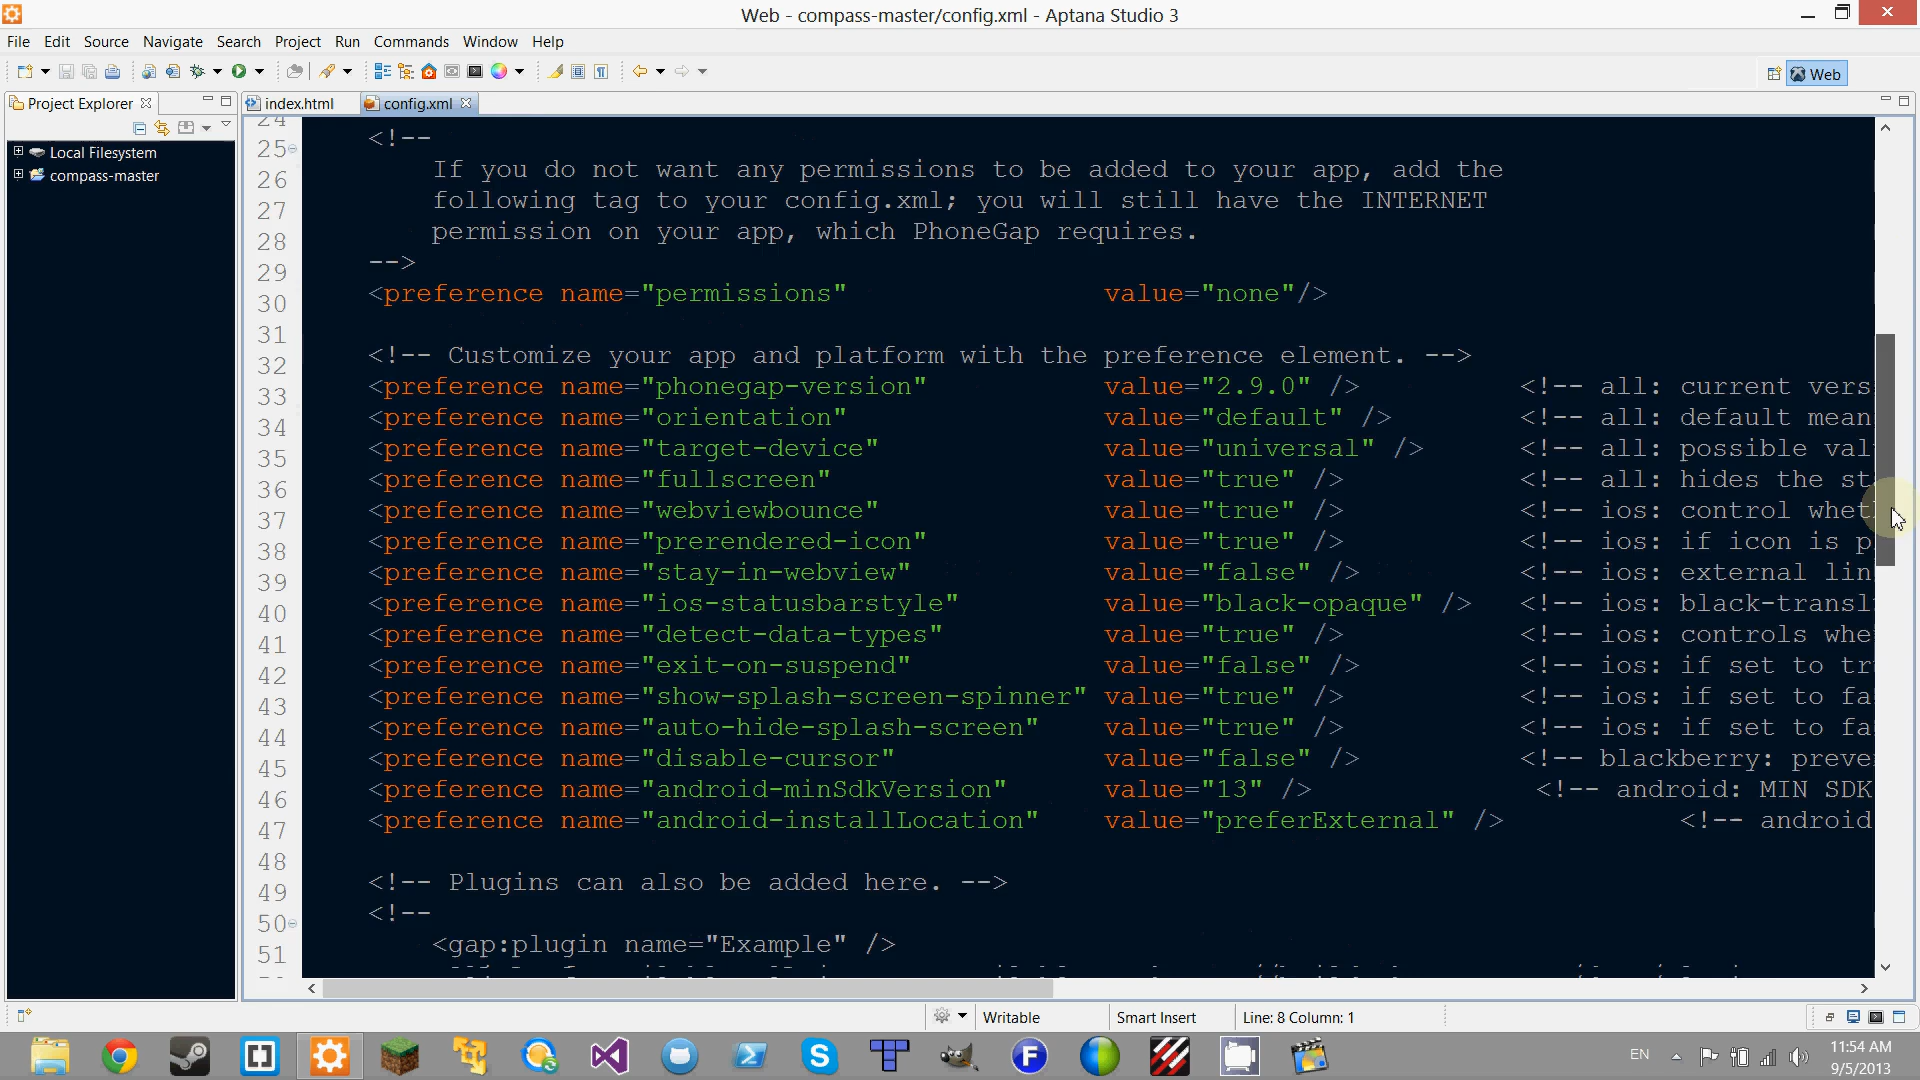 Web - compass-master/config.xml - Aptana Studio 3
File Edit Source Navigate Search Project Run Commands Window Help
Web
Project Explorer
index.html
config.xml
Local Filesystem
compass-master
24
25 <!--
26 If you do not want any permissions to be added to your app, add the
27 following tag to your config.xml; you will still have the INTERNET
28 permission on your app, which PhoneGap requires.
29 -->
30 <preference name="permissions" value="none"/>
31
32 <!-- Customize your app and platform with the preference element. -->
33 <preference name="phonegap-version" value="2.9.0" /> <!-- all: current vers
34 <preference name="orientation" value="default" /> <!-- all: default mean
35 <preference name="target-device" value="universal" /> <!-- all: possible val
36 <preference name="fullscreen" value="true" /> <!-- all: hides the st
37 <preference name="webviewbounce" value="true" /> <!-- ios: control whet
38 <preference name="prerendered-icon" value="true" /> <!-- ios: if icon is p
39 <preference name="stay-in-webview" value="false" /> <!-- ios: external lin
40 <preference name="ios-statusbarstyle" value="black-opaque" /> <!-- ios: black-transl
41 <preference name="detect-data-types" value="true" /> <!-- ios: controls whe
42 <preference name="exit-on-suspend" value="false" /> <!-- ios: if set to tr
43 <preference name="show-splash-screen-spinner" value="true" /> <!-- ios: if set to fa
44 <preference name="auto-hide-splash-screen" value="true" /> <!-- ios: if set to fa
45 <preference name="disable-cursor" value="false" /> <!-- blackberry: preve
46 <preference name="android-minSdkVersion" value="13" /> <!-- android: MIN SDK
47 <preference name="android-installLocation" value="preferExternal" /> <!-- android
48
49 <!-- Plugins can also be added here. -->
50 <!--
51 <gap:plugin name="Example" />
Writable Smart Insert Line: 8 Column: 1
EN
11:54 AM
9/5/2013